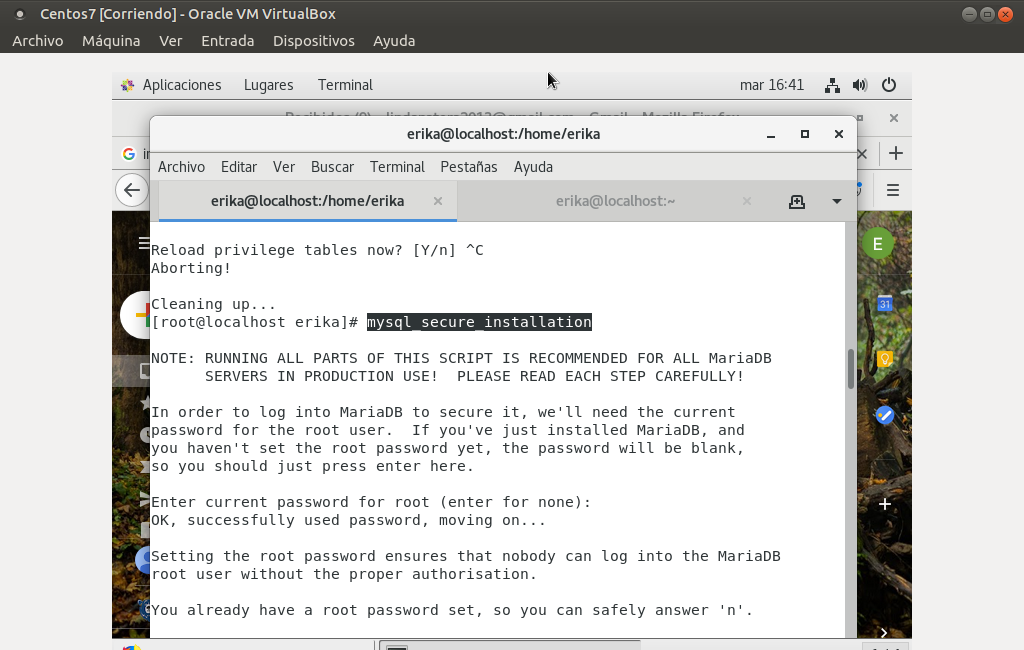 Centos7 [Corriendo] - Oracle VM VirtualBox
Archivo Máquina Ver Entrada Dispositivos Ayuda
Aplicaciones Lugares Terminal mar 16:41
erika@localhost:/home/erika
Archivo Editar Ver Buscar Terminal Pestañas Ayuda
erika@localhost:/home/erika erika@localhost:~
E
31
Reload privilege tables now? [Y/n] ^C
Aborting!
Cleaning up...
[root@localhost erika]# mysql_secure_installation
NOTE: RUNNING ALL PARTS OF THIS SCRIPT IS RECOMMENDED FOR ALL MariaDB
SERVERS IN PRODUCTION USE!  PLEASE READ EACH STEP CAREFULLY!
In order to log into MariaDB to secure it, we'll need the current
password for the root user.  If you've just installed MariaDB, and
you haven't set the root password yet, the password will be blank,
so you should just press enter here.
Enter current password for root (enter for none):
OK, successfully used password, moving on...
Setting the root password ensures that nobody can log into the MariaDB
root user without the proper authorisation.
You already have a root password set, so you can safely answer 'n'.